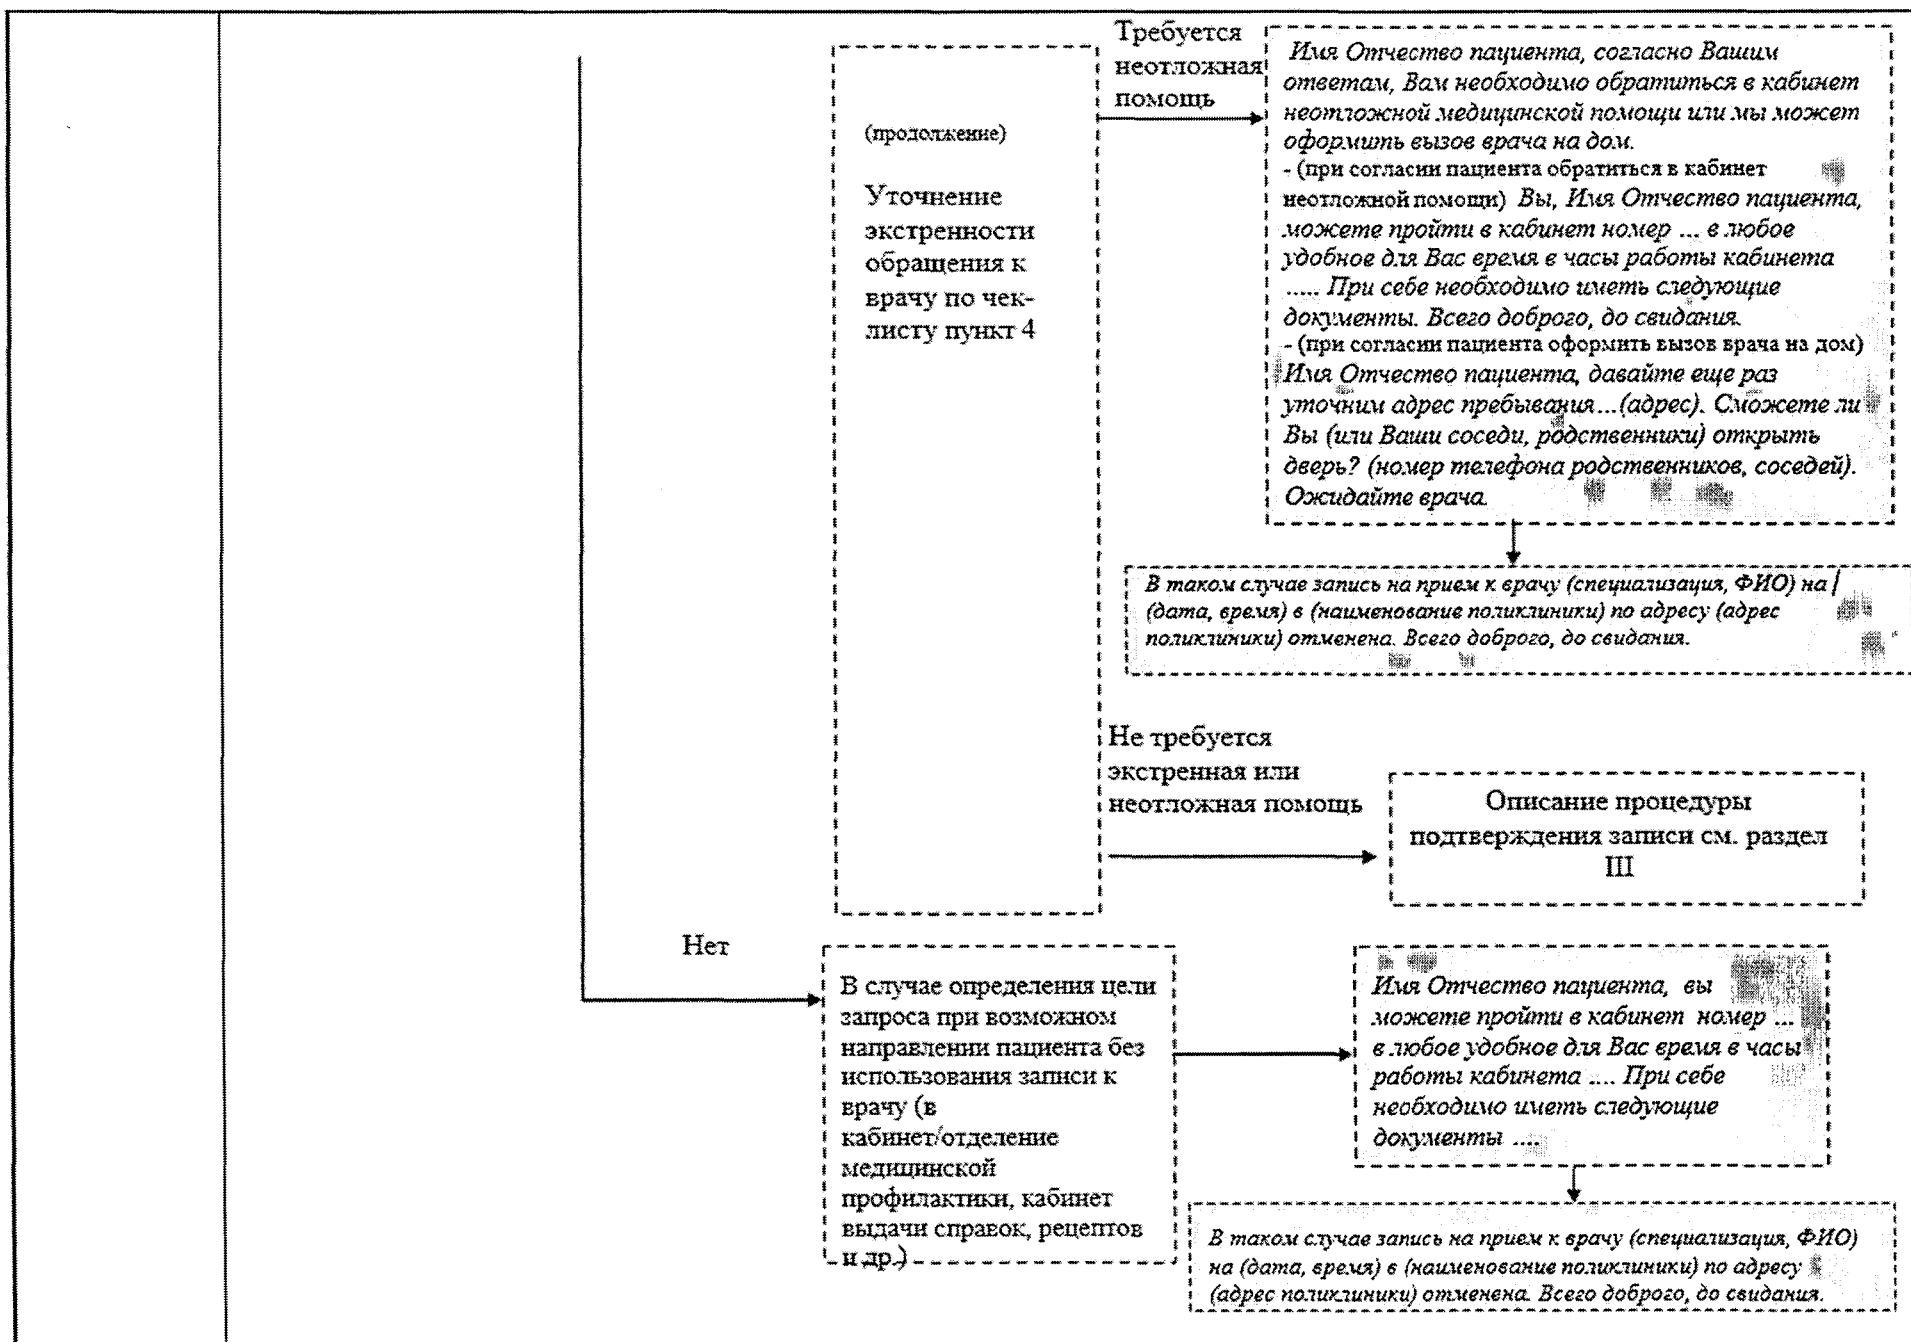 Требуется
неотложная
помощь
(продолжение)
Уточнение
экстренности
обращения к
врачу по чек-
листу пункт 4
Имя Отчество пациента, согласно Вашим
ответам, Вам необходимо обратиться в кабинет
неотложной медицинской помощи или мы может
оформить вызов врача на дом.
- (при согласии пациента обратиться в кабинет
неотложной помощи) Вы, Имя Отчество пациента,
можете пройти в кабинет номер ... в любое
удобное для Вас время в часы работы кабинета
..... При себе необходимо иметь следующие
документы. Всего доброго, до свидания.
- (при согласии пациента оформить вызов врача на дом)
Имя Отчество пациента, давайте еще раз
уточним адрес пребывания...(адрес). Сможете ли
Вы (или Ваши соседи, родственники) открыть
дверь? (номер телефона родственников, соседей).
Ожидайте врача.
В таком случае запись на прием к врачу (специализация, ФИО) на
(дата, время) в (наименование поликлиники) по адресу (адрес
поликлиники) отменена. Всего доброго, до свидания.
Не требуется
экстренная или
неотложная помощь
Описание процедуры
подтверждения записи см. раздел
III
Нет
В случае определения цели
запроса при возможном
направлении пациента без
использования записи к
врачу (в
кабинет/отделение
медицинской
профилактики, кабинет
выдачи справок, рецептов
и др.)
Имя Отчество пациента, вы
можете пройти в кабинет номер ...
в любое удобное для Вас время в часы
работы кабинета .... При себе
необходимо иметь следующие
документы ....
В таком случае запись на прием к врачу (специализация, ФИО)
на (дата, время) в (наименование поликлиники) по адресу
(адрес поликлиники) отменена. Всего доброго, до свидания.